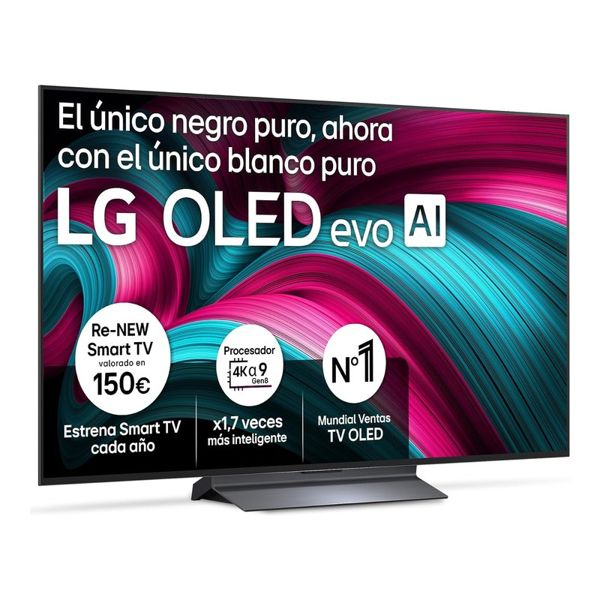 El único negro puro, ahora
con el único blanco puro
LG OLED evo AI
Re-NEW
Smart TV
valorado en
150€
Estrena Smart TV
cada año
Procesador
4K α9
Gen8
x1,7 veces
más inteligente
Nº1
Mundial Ventas
TV OLED